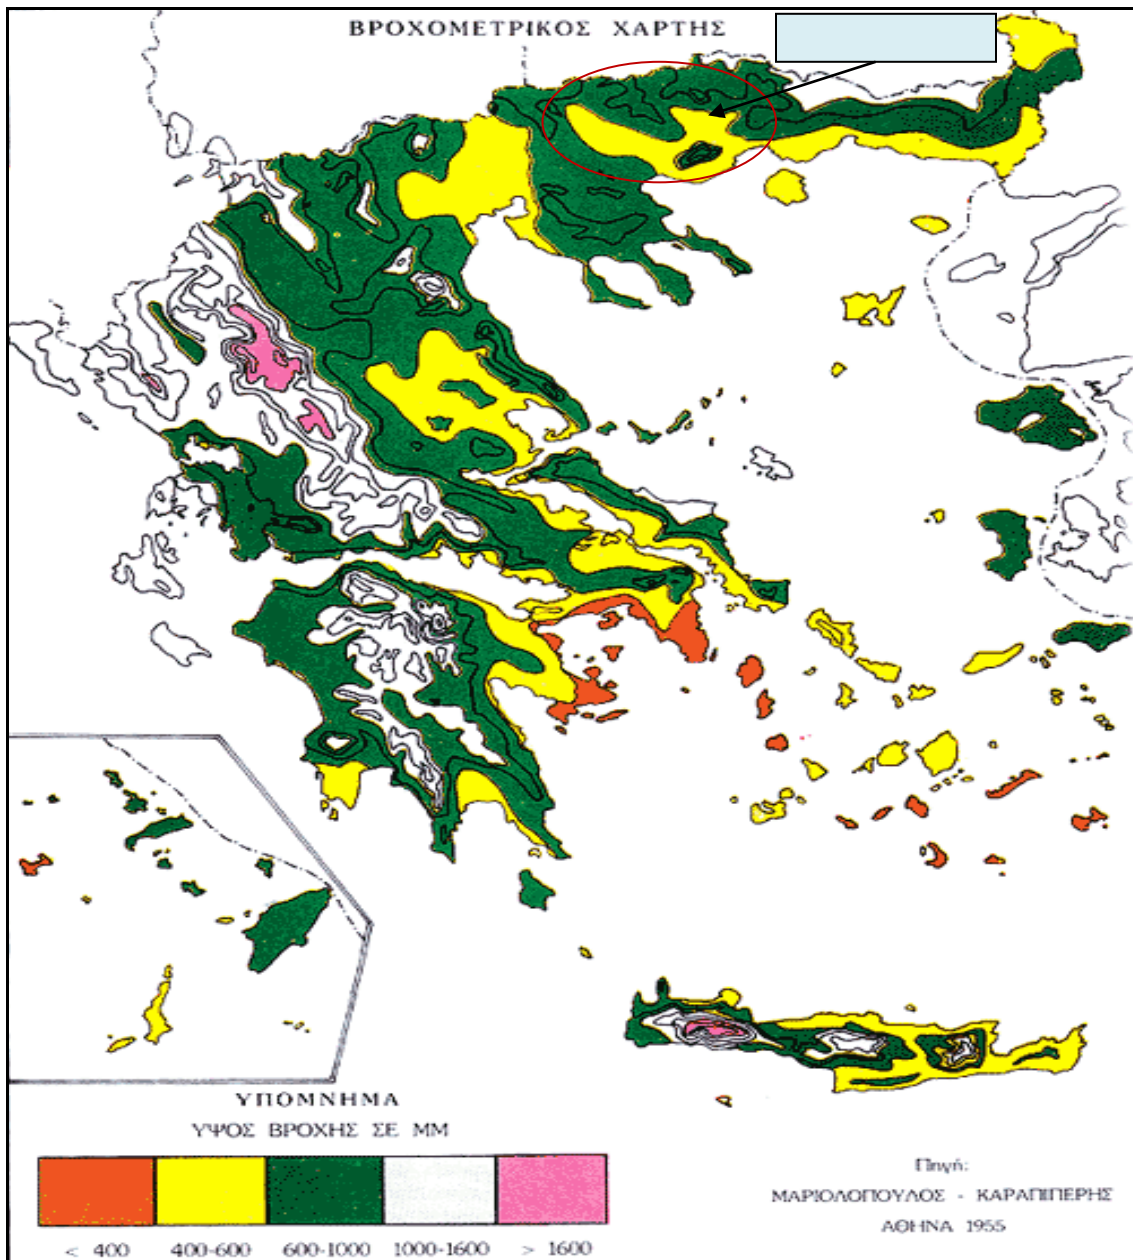 ΒΡΟΧΟΜΕΤΡΙΚΟΣ ΧΑΡΤΗΣ
ΥΠΟΜΝΗΜΑ
ΥΨΟΣ ΒΡΟΧΗΣ ΣΕ ΜΜ
< 400 400-600 600-1000 1000-1600 > 1600
Πηγή:
ΜΑΡΙΟΛΟΠΟΥΛΟΣ - ΚΑΡΑΠΙΠΕΡΗΣ
ΑΘΗΝΑ 1955